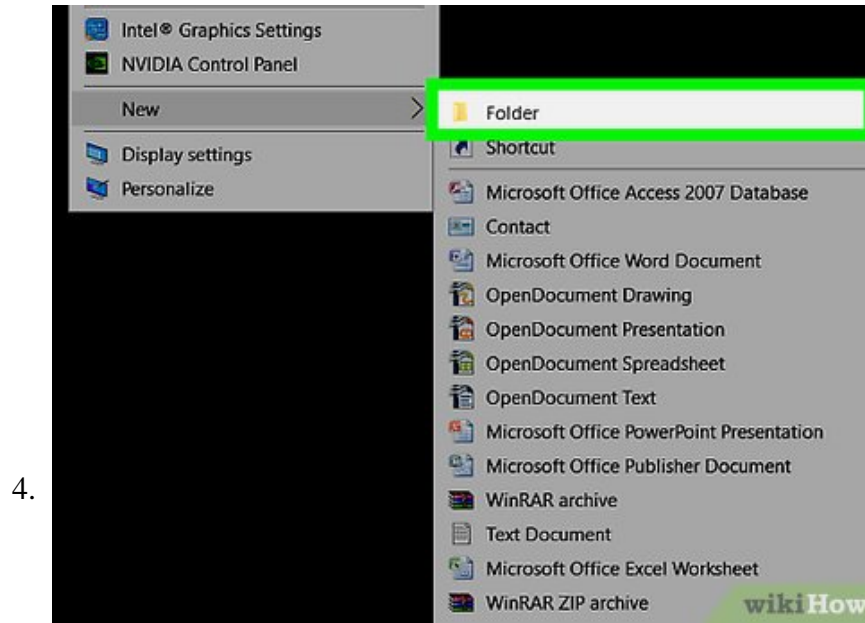 Intel® Graphics Settings
NVIDIA Control Panel
New
Display settings
Personalize
Folder
Shortcut
Microsoft Office Access 2007 Database
Contact
Microsoft Office Word Document
OpenDocument Drawing
OpenDocument Presentation
OpenDocument Spreadsheet
OpenDocument Text
Microsoft Office PowerPoint Presentation
Microsoft Office Publisher Document
WinRAR archive
Text Document
Microsoft Office Excel Worksheet
WinRAR ZIP archive
4.
wikiHow